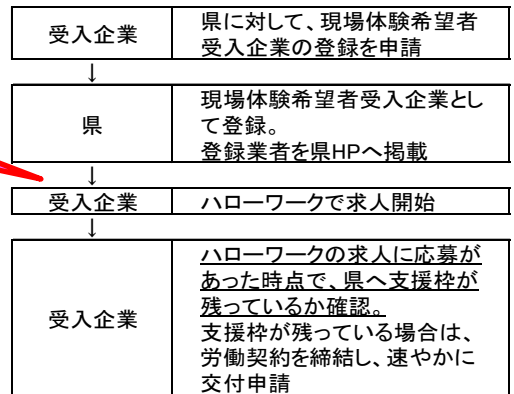 受入企業
県に対して、現場体験希望者
受入企業の登録を申請
↓
県
現場体験希望者受入企業とし
て登録。
登録業者を県HPへ掲載
↓
受入企業
ハローワークで求人開始
↓
受入企業
ハローワークの求人に応募が
あった時点で、県へ支援枠が
残っているか確認。
支援枠が残っている場合は、
労働契約を締結し、速やかに
交付申請